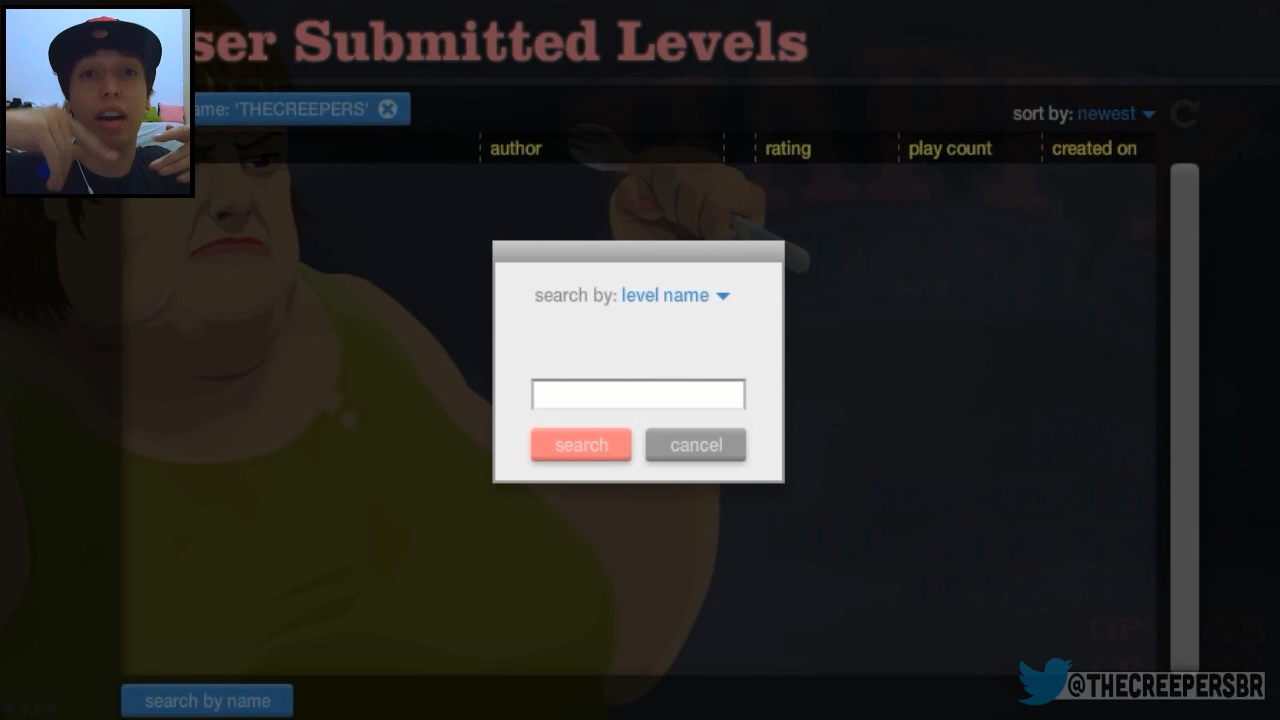 ser Submitted Levels
ame: 'THECREEPERS'
sort by: newest
author
rating
play count
created on
search by: level name
search
cancel
search by name
@THECREEPERSBR